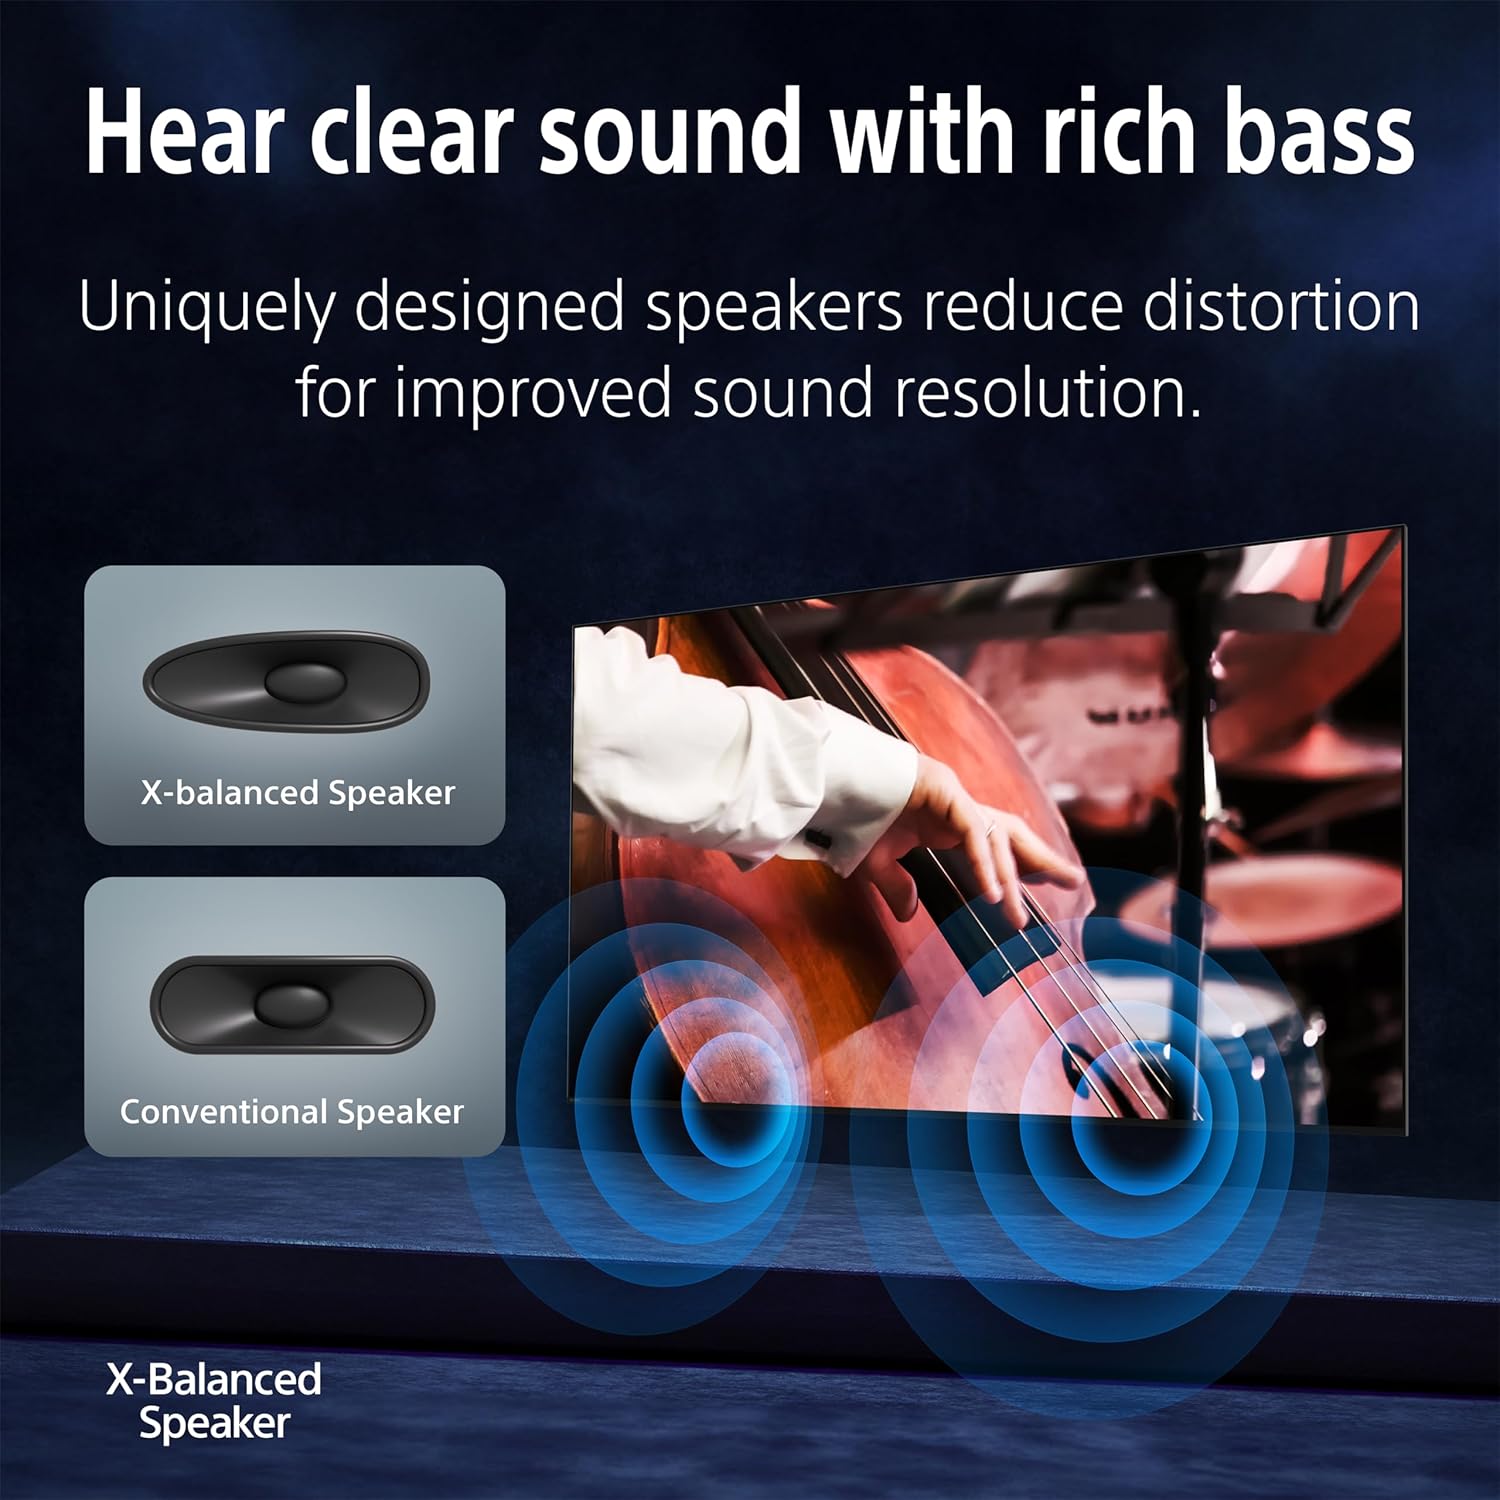 Hear clear sound with rich bass
Uniquely designed speakers reduce distortion
for improved sound resolution.
X-balanced Speaker
Conventional Speaker
X-Balanced
Speaker